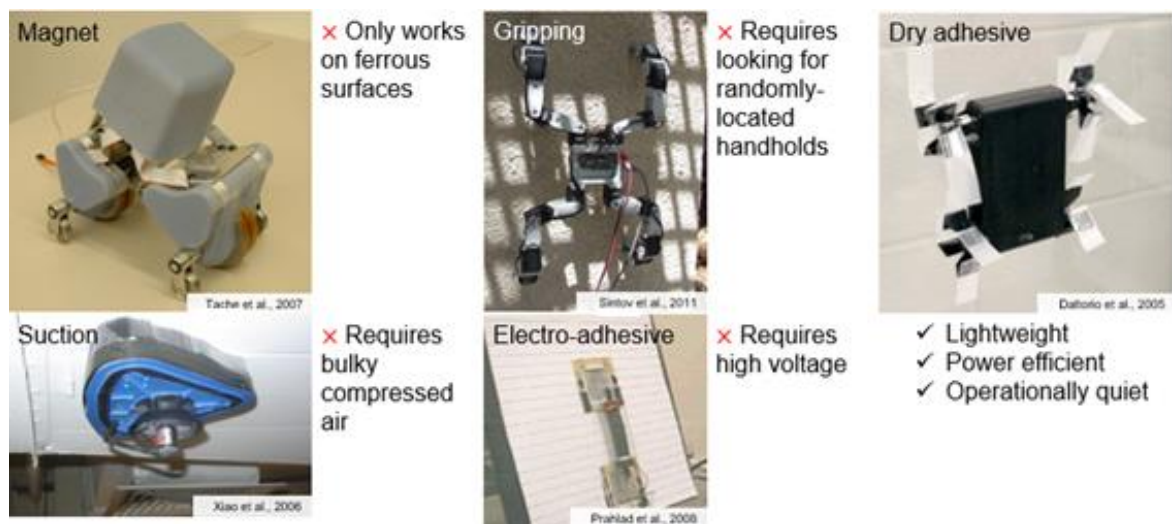 Magnet
× Only works
on ferrous
surfaces
Tache et al., 2007
Gripping
× Requires
looking for
randomly-
located
handholds
Sintov et al., 2011
Dry adhesive
Daltorio et al., 2005
✓ Lightweight
✓ Power efficient
✓ Operationally quiet
Suction
× Requires
bulky
compressed
air
Xiao et al., 2006
Electro-adhesive
× Requires
high voltage
Prahlad et al., 2008